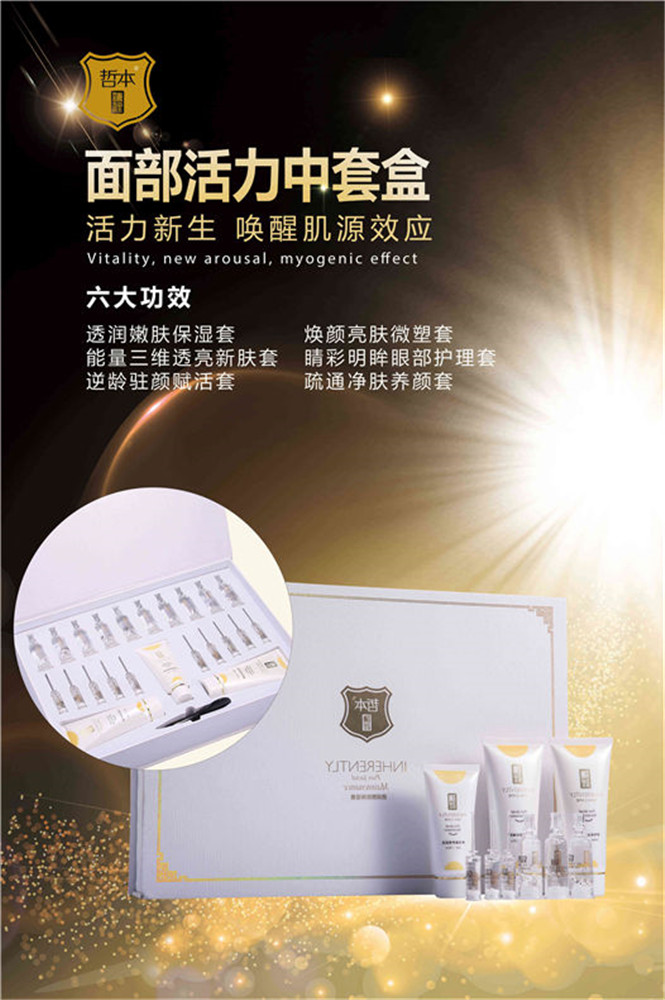 哲本
面部活力中套盒
活力新生 唤醒肌源效应
Vitality, new arousal, myogenic effect
六大功效
透润嫩肤保湿套
焕颜亮肤微塑套
能量三维透亮新肤套
睛彩明眸眼部护理套
逆龄驻颜赋活套
疏通净肤养颜套
哲本
INHERENTLY